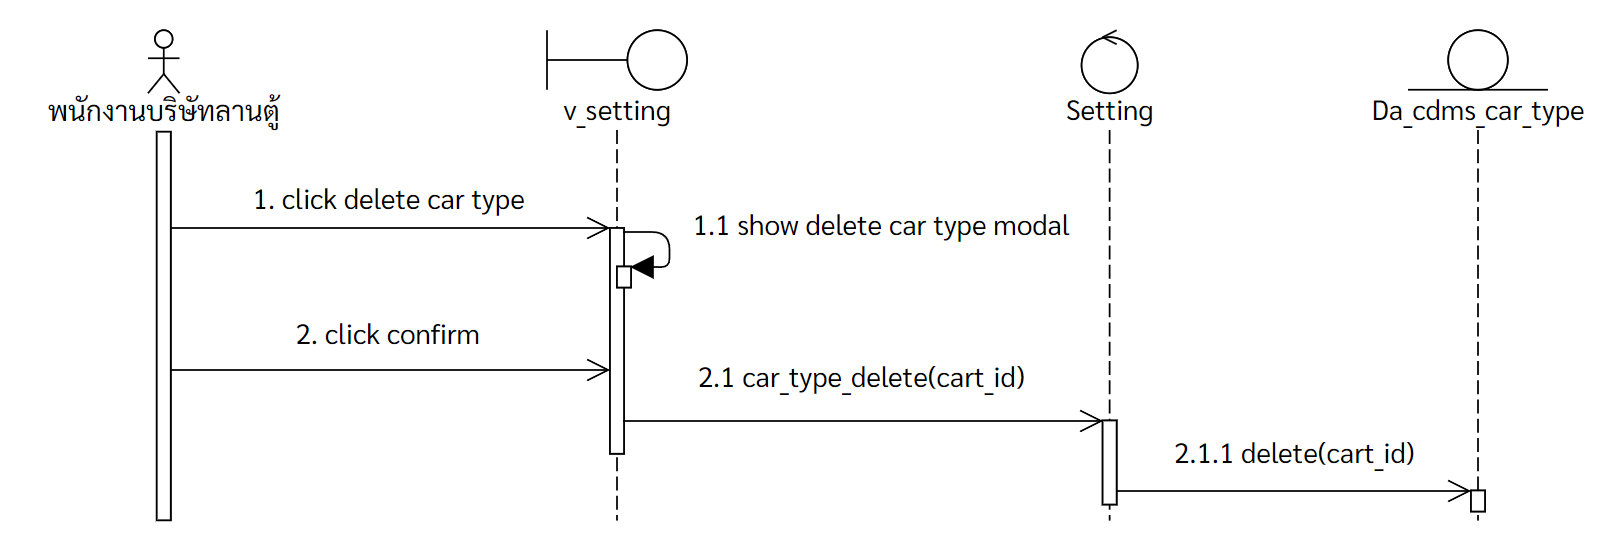 พนักงานบริษัทลานตู้
v_setting
Setting
Da_cdms_car_type
1. click delete car type
1.1 show delete car type modal
2. click confirm
2.1 car_type_delete(cart_id)
2.1.1 delete(cart_id)